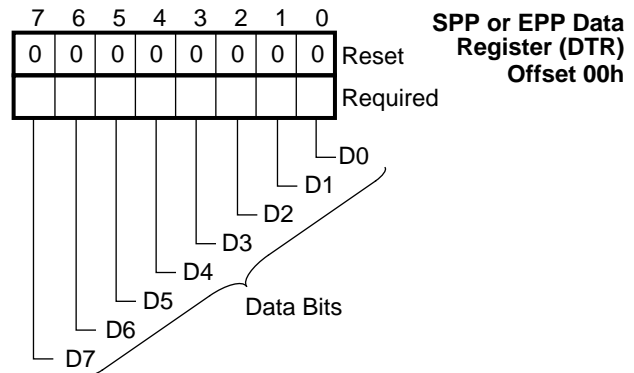 7 6 5 4 3 2 1 0
SPP or EPP Data
Register (DTR)
Offset 00h
0 0 0 0 0 0 0 0 Reset
Required
D0
D1
D2
D3
D4
D5
D6
D7
Data Bits